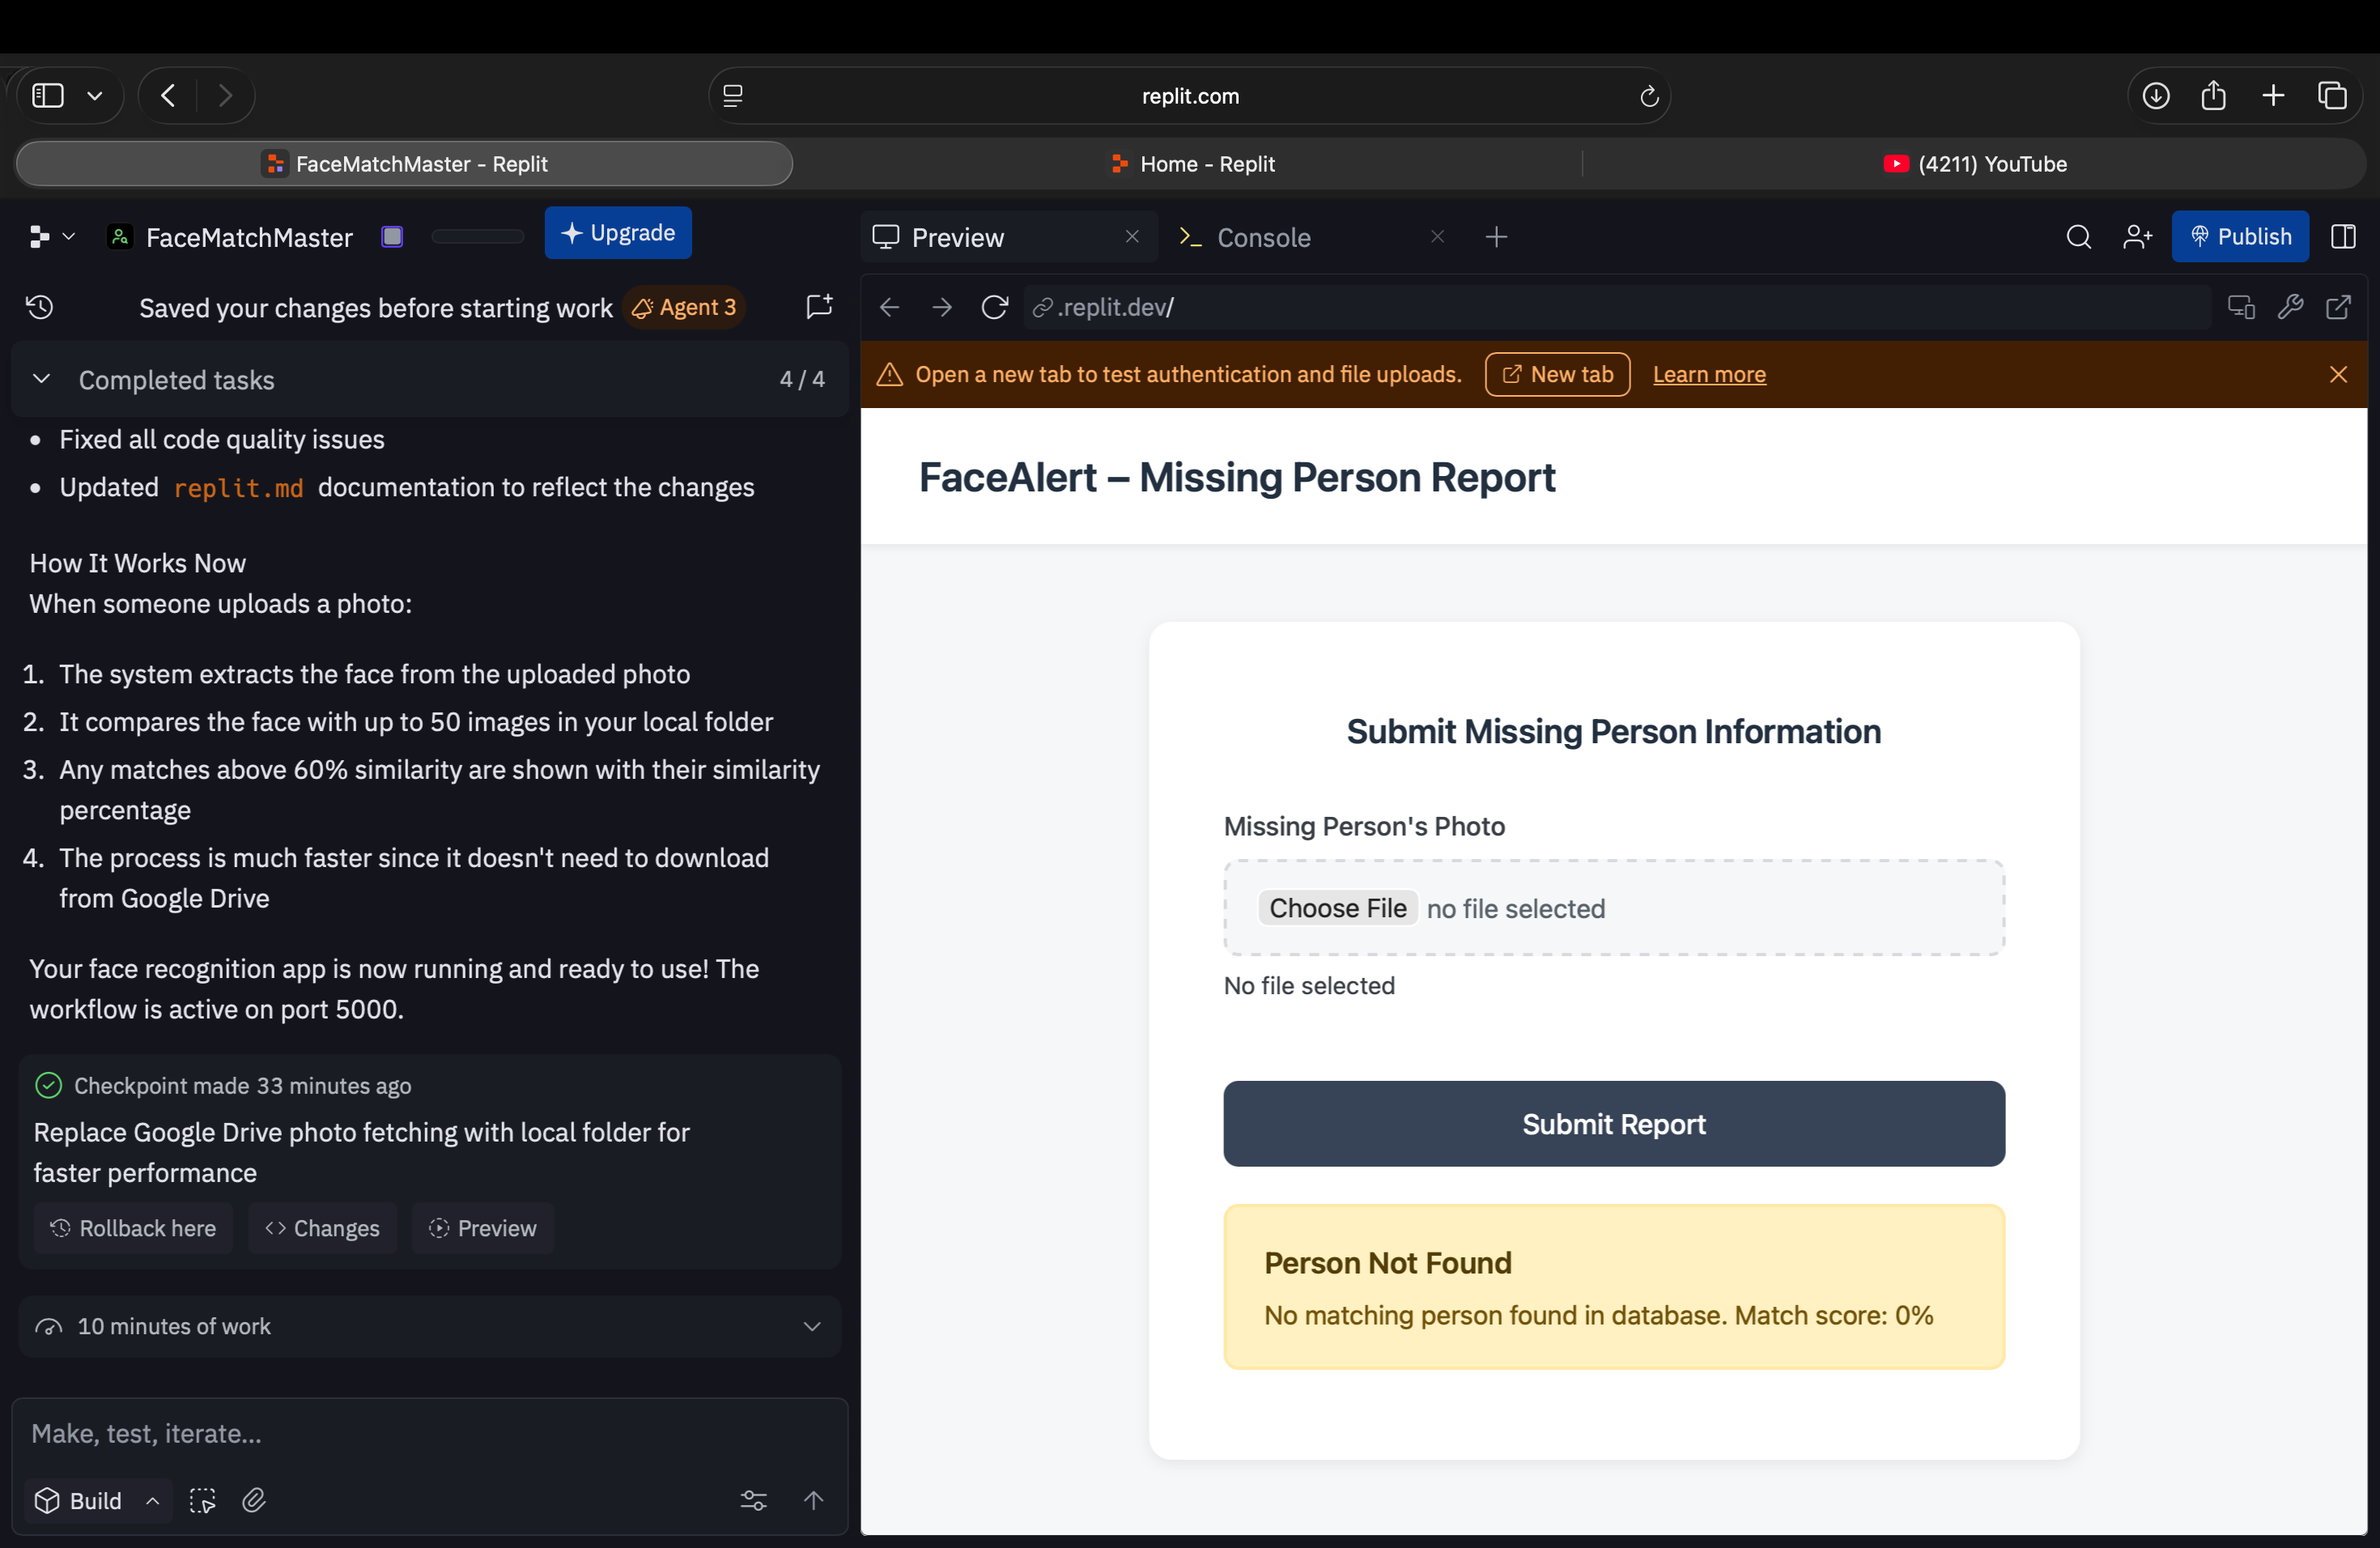 replit.com
FaceMatchMaster - Replit
Home - Replit
(4211) YouTube
FaceMatchMaster
Upgrade
Saved your changes before starting work
Agent 3
Completed tasks
4 / 4
• Fixed all code quality issues
• Updated replit.md documentation to reflect the changes
How It Works Now
When someone uploads a photo:
1. The system extracts the face from the uploaded photo
2. It compares the face with up to 50 images in your local folder
3. Any matches above 60% similarity are shown with their similarity
percentage
4. The process is much faster since it doesn't need to download
from Google Drive
Your face recognition app is now running and ready to use! The
workflow is active on port 5000.
Checkpoint made 33 minutes ago
Replace Google Drive photo fetching with local folder for
faster performance
Rollback here
Changes
Preview
10 minutes of work
Make, test, iterate...
Build
Preview
Console
Publish
.replit.dev/
Open a new tab to test authentication and file uploads.
New tab
Learn more
FaceAlert – Missing Person Report
Submit Missing Person Information
Missing Person's Photo
Choose File no file selected
No file selected
Submit Report
Person Not Found
No matching person found in database. Match score: 0%